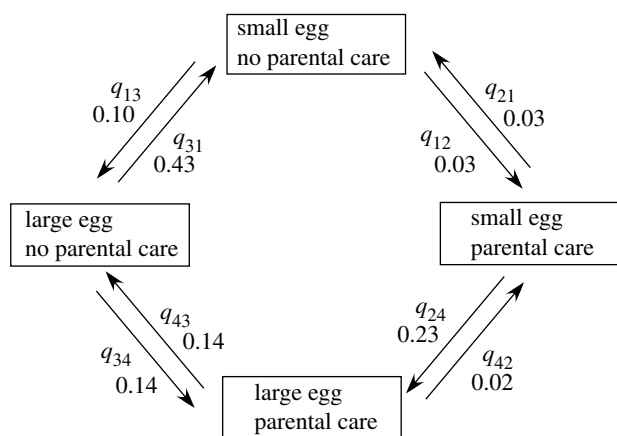 small egg
no parental care
q13
0.10
q31
0.43
q21
0.03
q12
0.03
large egg
no parental care
small egg
parental care
q43
0.14
q34
0.14
q24
0.23
q42
0.02
large egg
parental care